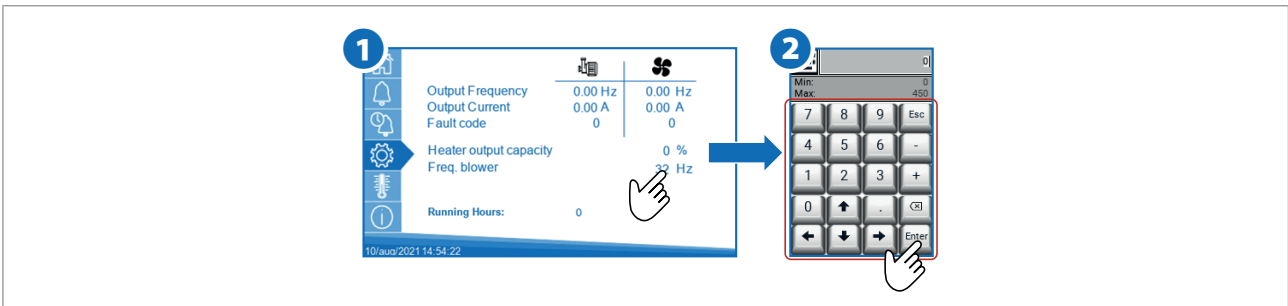 1
Output Frequency 0.00 Hz 0.00 Hz
Output Current 0.00 A 0.00 A
Fault code 0 0
Heater output capacity 0 %
Freq. blower Hz
Running Hours: 0
10/aug/2021 14:54:22
2
0
Min: 0
Max: 450
7 8 9 Esc
4 5 6 -
1 2 3 +
0 .
Enter